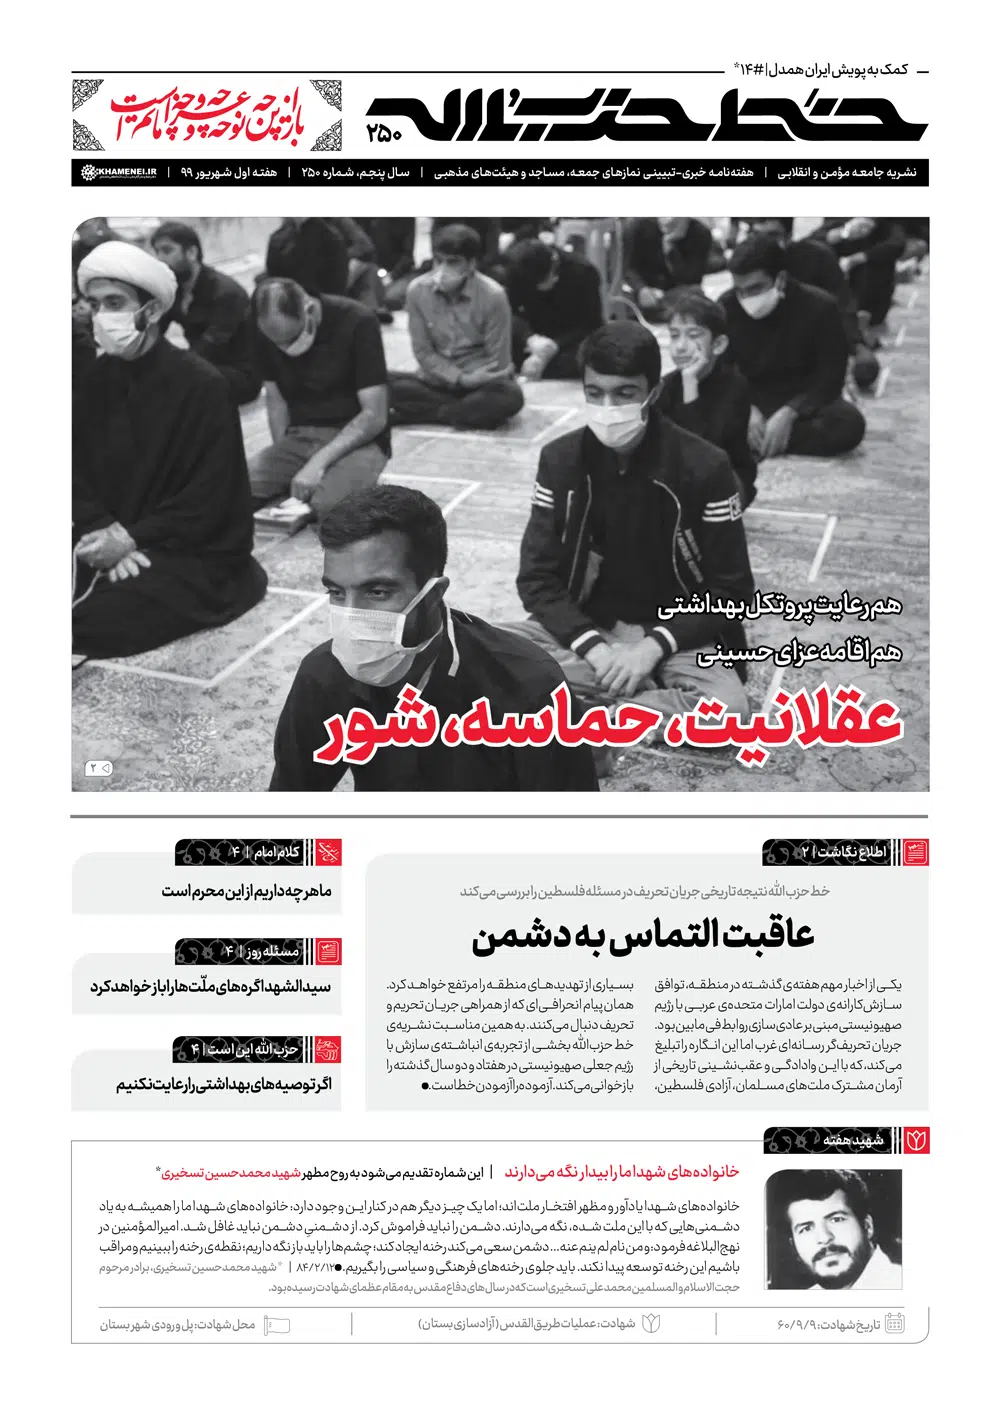 کمک به پویش ایران همدل | #۱۴*
خط حزب‌الله
۲۵۰
باز این چه نوحه و چه عزا و چه ماتم است
نشریه جامعه مؤمن و انقلابی | هفته‌نامه خبری-تبیینی نمازهای جمعه، مساجد و هیئت‌های مذهبی | سال پنجم، شماره ۲۵۰ | هفته اول شهریور ۹۹ | KHAMENEI.IR
هم رعایت پروتکل بهداشتی
هم اقامه عزای حسینی
عقلانیت، حماسه، شور
۲
اطلاع نگاشت | ۲
خط حزب الله نتیجه تاریخی جریان تحریف در مسئله فلسطین را بررسی می‌کند
عاقبت التماس به دشمن
یکی از اخبار مهم هفته‌ی گذشته در منطقه، توافق
سازش‌کارانه‌ی دولت امارات متحده‌ی عربی با رژیم
صهیونیستی مبنی بر عادی سازی روابط فی مابین بود.
جریان تحریف‌گر رسانه‌ای غرب اما این انگاره را تبلیغ
می‌کند، که با این وادادگی و عقب‌نشینی تاریخی از
آرمان مشترک ملت‌های مسلمان، آزادی فلسطین،
بسیاری از تهدیدهای منطقه را مرتفع خواهد کرد.
همان پیام انحرافی‌ای که از همراهی جریان تحریم و
تحریف دنبال می‌کنند. به همین مناسبت نشریه‌ی
خط حزب الله بخشی از تجربه‌ی انباشته‌ی سازش با
رژیم جعلی صهیونیستی در هفتاد و دو سال گذشته را
بازخوانی می‌کند. آزموده را آزمودن خطاست.●
کلام امام | ۴
ما هر چه داریم از این محرم است
مسئله روز | ۴
سیدالشهدا گره‌های ملّت‌ها را باز خواهد کرد
حزب الله این است | ۴
اگر توصیه‌های بهداشتی را رعایت نکنیم
شهید هفته
خانواده‌های شهدا ما را بیدار نگه می‌دارند | این شماره تقدیم می‌شود به روح مطهر شهید محمدحسین تسخیری*
خانواده‌های شهدا یادآور و مظهر افتخار ملت‌اند؛ اما یک چیز دیگر هم در کنار این وجود دارد: خانواده‌های شهدا ما را همیشه به یاد
دشمنی‌هایی که با این ملت شده، نگه می‌دارند. دشمن را نباید فراموش کرد. از دشمنیِ دشمن نباید غافل شد. امیرالمؤمنین در
نهج‌البلاغه فرمود: و من نام لم ینم عنه... دشمن سعی می‌کند رخنه ایجاد کند؛ چشم‌ها را باید باز نگه داریم؛ نقطه‌ی رخنه را ببینیم و مراقب
باشیم این رخنه توسعه پیدا نکند. باید جلوی رخنه‌های فرهنگی و سیاسی را بگیریم.● ۸۴/۲/۱۲ | *شهید محمدحسین تسخیری، برادر مرحوم
حجت الاسلام والمسلمین محمدعلی تسخیری است که در سال های دفاع مقدس به مقام عظمای شهادت رسیده بود.
تاریخ شهادت: ۶۰/۹/۹ | شهادت: عملیات طریق القدس (آزادسازی بستان) | محل شهادت: پل ورودی شهر بستان